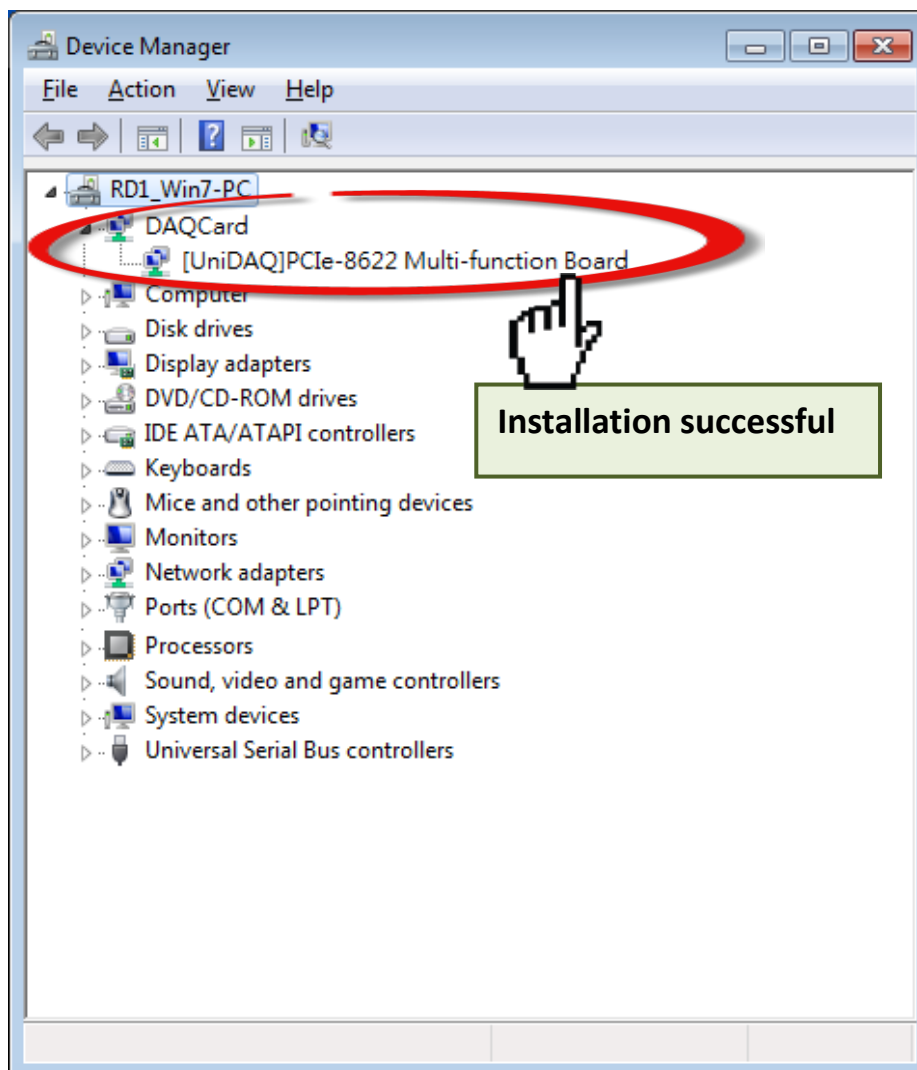 Device Manager
File Action View Help
RD1_Win7-PC
DAQCard
[UniDAQ]PCIe-8622 Multi-function Board
Computer
Disk drives
Display adapters
DVD/CD-ROM drives
IDE ATA/ATAPI controllers
Installation successful
Keyboards
Mice and other pointing devices
Monitors
Network adapters
Ports (COM & LPT)
Processors
Sound, video and game controllers
System devices
Universal Serial Bus controllers